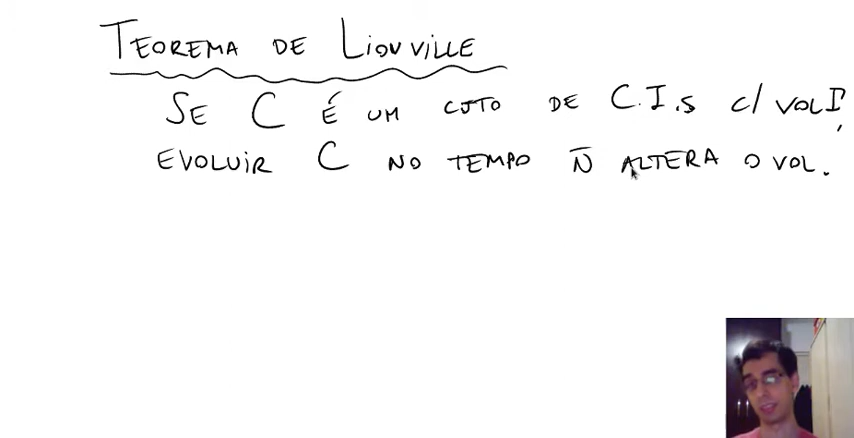 TEOREMA DE LIOUVILLE
SE C É UM CJTO DE C.I.s C/ VOL Γ,
EVOLUIR C NO TEMPO N̄ ALTERA O VOL.